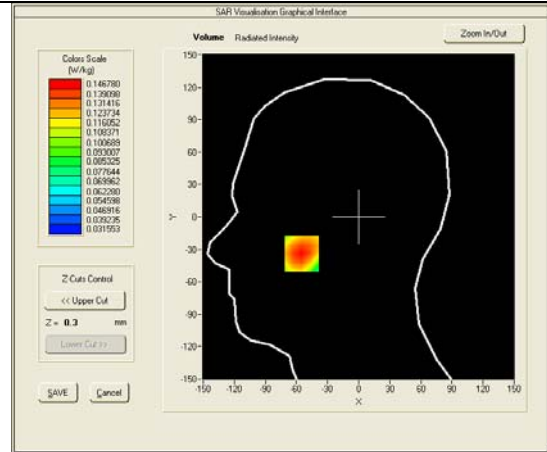 SAR Visualisation Graphical Interface
Volume Radiated Intensity
Zoom In/Out
Colors Scale
(W/kg)
0.146780
0.139098
0.131416
0.123734
0.116052
0.108371
0.100689
0.093007
0.085325
0.077644
0.069962
0.062280
0.054598
0.046916
0.039235
0.031553
Z Cuts Control
<< Upper Cut
Z = 0.3 mm
Lower Cut >>
SAVE Cancel
150
120
90
60
30
0
-30
-60
-90
-120
-150
Y
-150 -120 -90 -60 -30 0 30 60 90 120 150
X